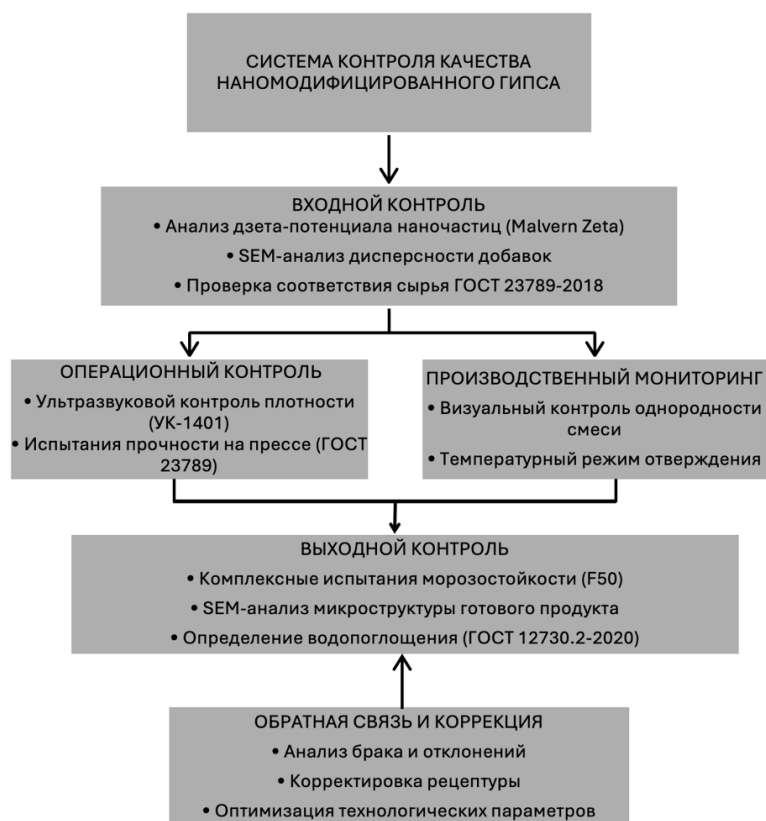 СИСТЕМА КОНТРОЛЯ КАЧЕСТВА
НАНОМОДИФИЦИРОВАННОГО ГИПСА
ВХОДНОЙ КОНТРОЛЬ
• Анализ дзета-потенциала наночастиц (Malvern Zeta)
• SEM-анализ дисперсности добавок
• Проверка соответствия сырья ГОСТ 23789-2018
ОПЕРАЦИОННЫЙ КОНТРОЛЬ
• Ультразвуковой контроль плотности
(УК-1401)
• Испытания прочности на прессе (ГОСТ
23789)
ПРОИЗВОДСТВЕННЫЙ МОНИТОРИНГ
• Визуальный контроль однородности
смеси
• Температурный режим отверждения
ВЫХОДНОЙ КОНТРОЛЬ
• Комплексные испытания морозостойкости (F50)
• SEM-анализ микроструктуры готового продукта
• Определение водопоглощения (ГОСТ 12730.2-2020)
ОБРАТНАЯ СВЯЗЬ И КОРРЕКЦИЯ
• Анализ брака и отклонений
• Корректировка рецептуры
• Оптимизация технологических параметров